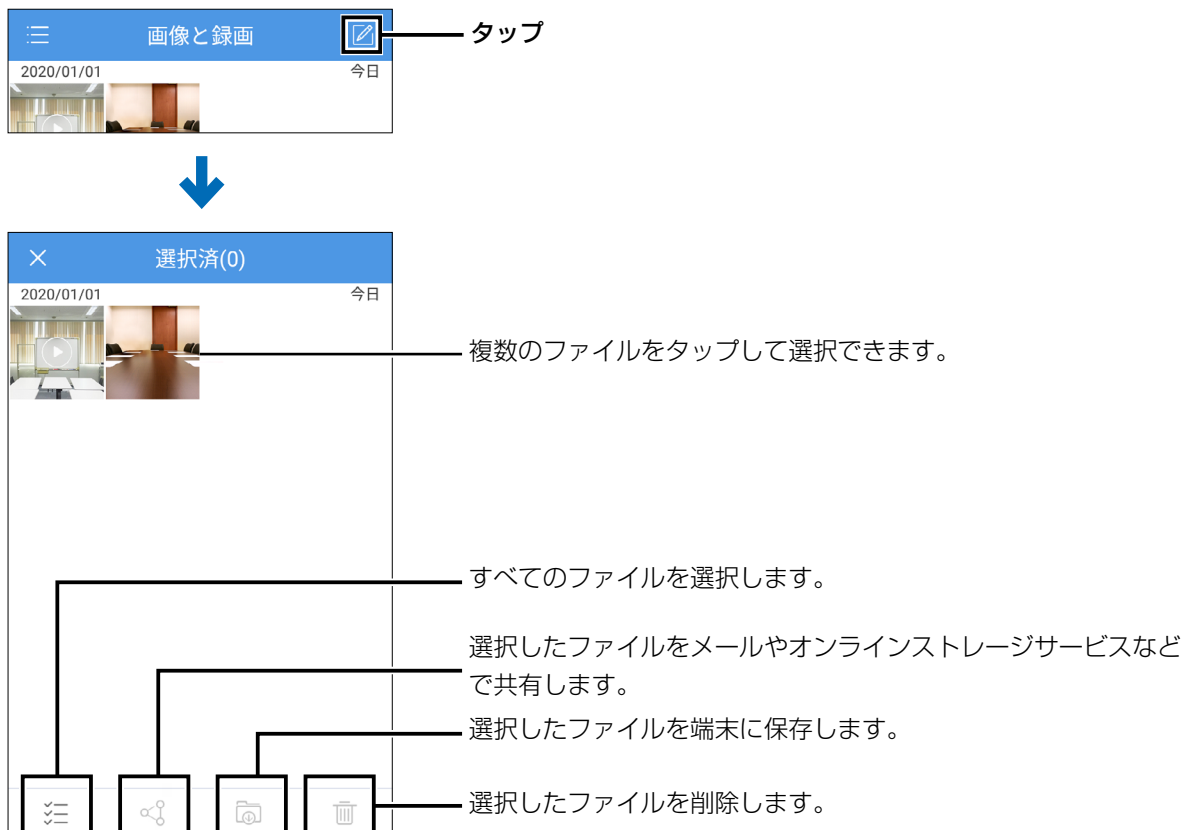 画像と録画
タップ
2020/01/01 今日
選択済(0)
2020/01/01 今日
複数のファイルをタップして選択できます。
すべてのファイルを選択します。
選択したファイルをメールやオンラインストレージサービスなど
で共有します。
選択したファイルを端末に保存します。
選択したファイルを削除します。